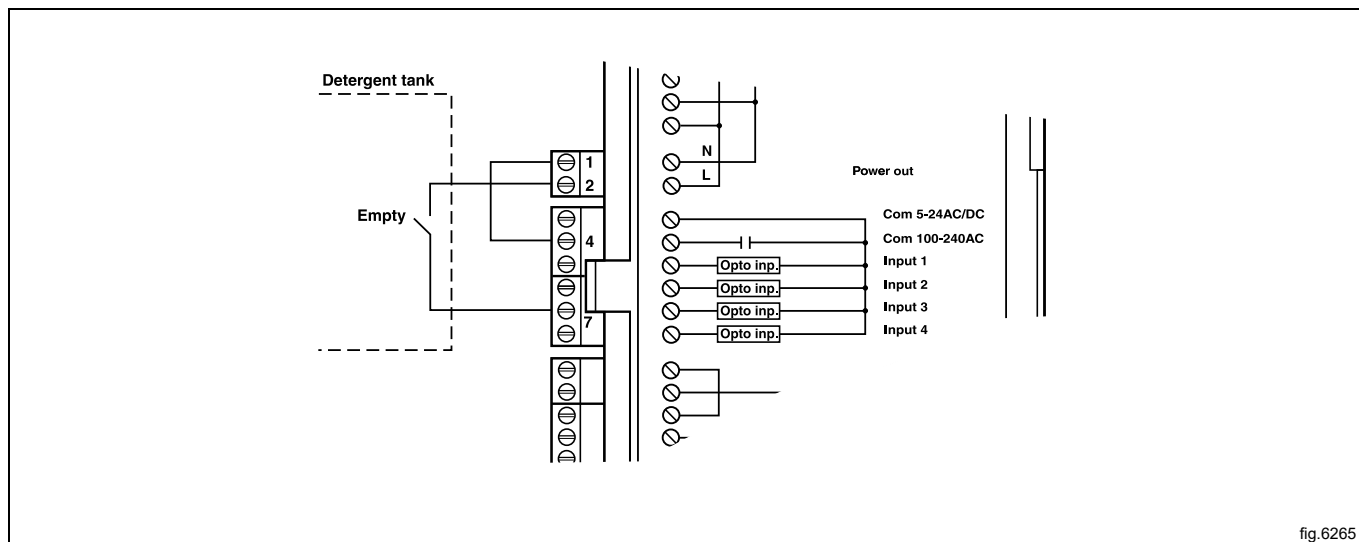 Detergent tank
N
1
L
Power out
2
Com 5-24AC/DC
Empty
Com 100-240AC
4
Opto inp.
Input 1
Opto inp.
Input 2
Opto inp.
Input 3
7
Opto inp.
Input 4
fig.6265